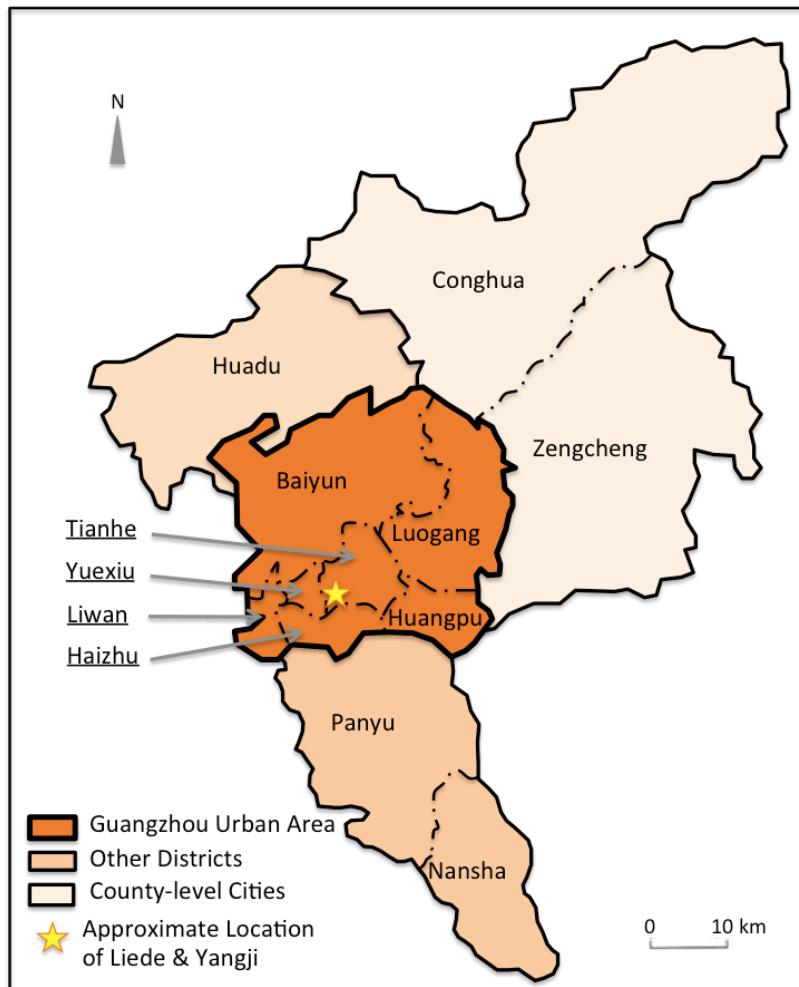 N
Conghua
Huadu
Zengcheng
Baiyun
Tianhe
Luogang
Yuexiu
Liwan
Huangpu
Haizhu
Panyu
Guangzhou Urban Area
Other Districts
Nansha
County-level Cities
0 10 km
Approximate Location
of Liede & Yangji